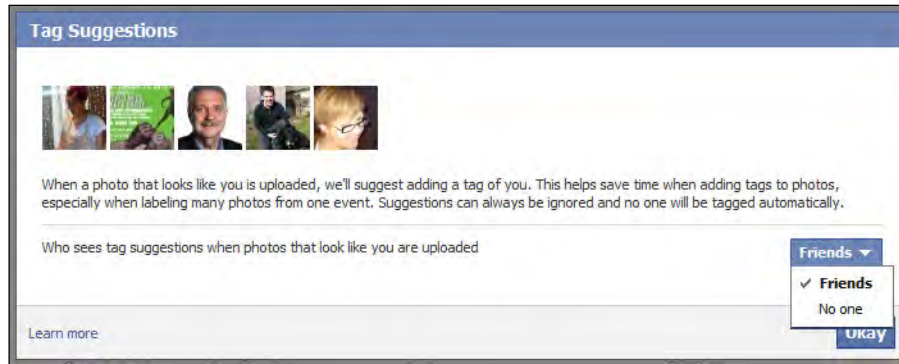 Tag Suggestions
When a photo that looks like you is uploaded, we'll suggest adding a tag of you. This helps save time when adding tags to photos,
especially when labeling many photos from one event. Suggestions can always be ignored and no one will be tagged automatically.
Who sees tag suggestions when photos that look like you are uploaded
Friends
Friends
No one
Learn more
Okay